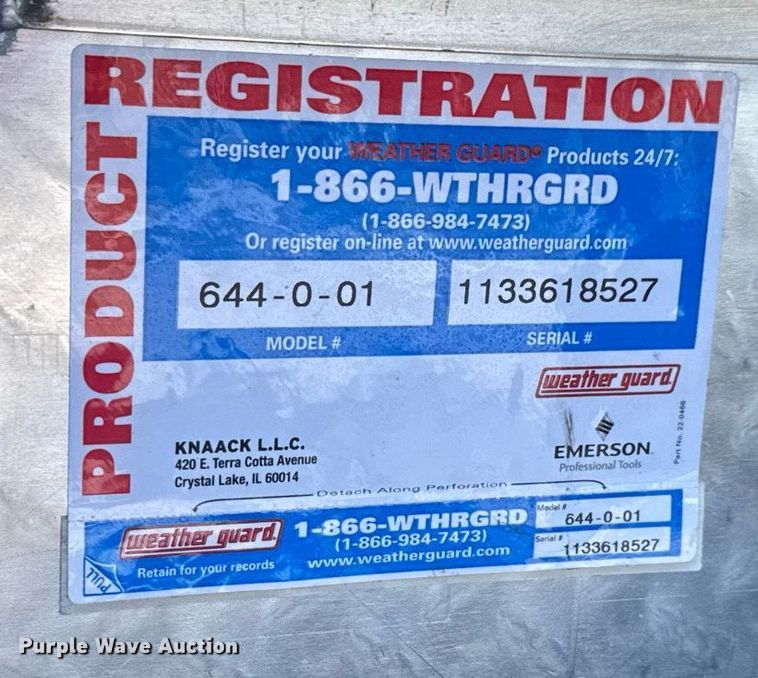 PRODUCT REGISTRATION
Register your WEATHER GUARD® Products 24/7:
1-866-WTHRGRD
(1-866-984-7473)
Or register on-line at www.weatherguard.com
644-0-01
1133618527
MODEL #
SERIAL #
weather guard®
KNAACK L.L.C.
420 E. Terra Cotta Avenue
Crystal Lake, IL 60014
EMERSON™
Professional Tools
Part No. 22-0466
Detach Along Perforation
PULL
weather guard®
Retain for your records
1-866-WTHRGRD
(1-866-984-7473)
www.weatherguard.com
Model #
644-0-01
Serial #
1133618527
Purple Wave Auction